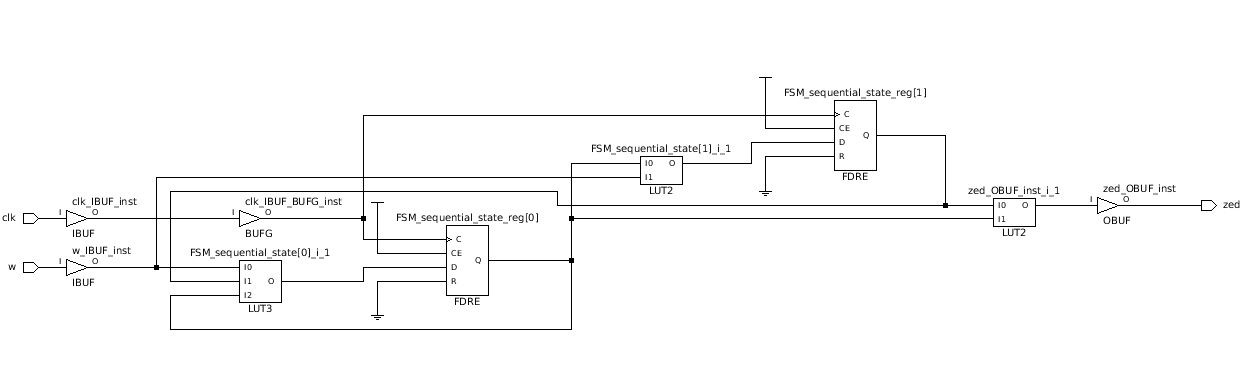 FSM_sequential_state_reg[1]
C
CE
D
R
Q
FDRE
FSM_sequential_state[1]_i_1
I0
I1
O
LUT2
clk
clk_IBUF_inst
I
O
IBUF
clk_IBUF_BUFG_inst
I
O
BUFG
FSM_sequential_state_reg[0]
C
CE
D
R
Q
FDRE
w
w_IBUF_inst
I
O
IBUF
FSM_sequential_state[0]_i_1
I0
I1
I2
O
LUT3
zed_OBUF_inst_i_1
I0
I1
O
LUT2
zed_OBUF_inst
I
O
OBUF
zed